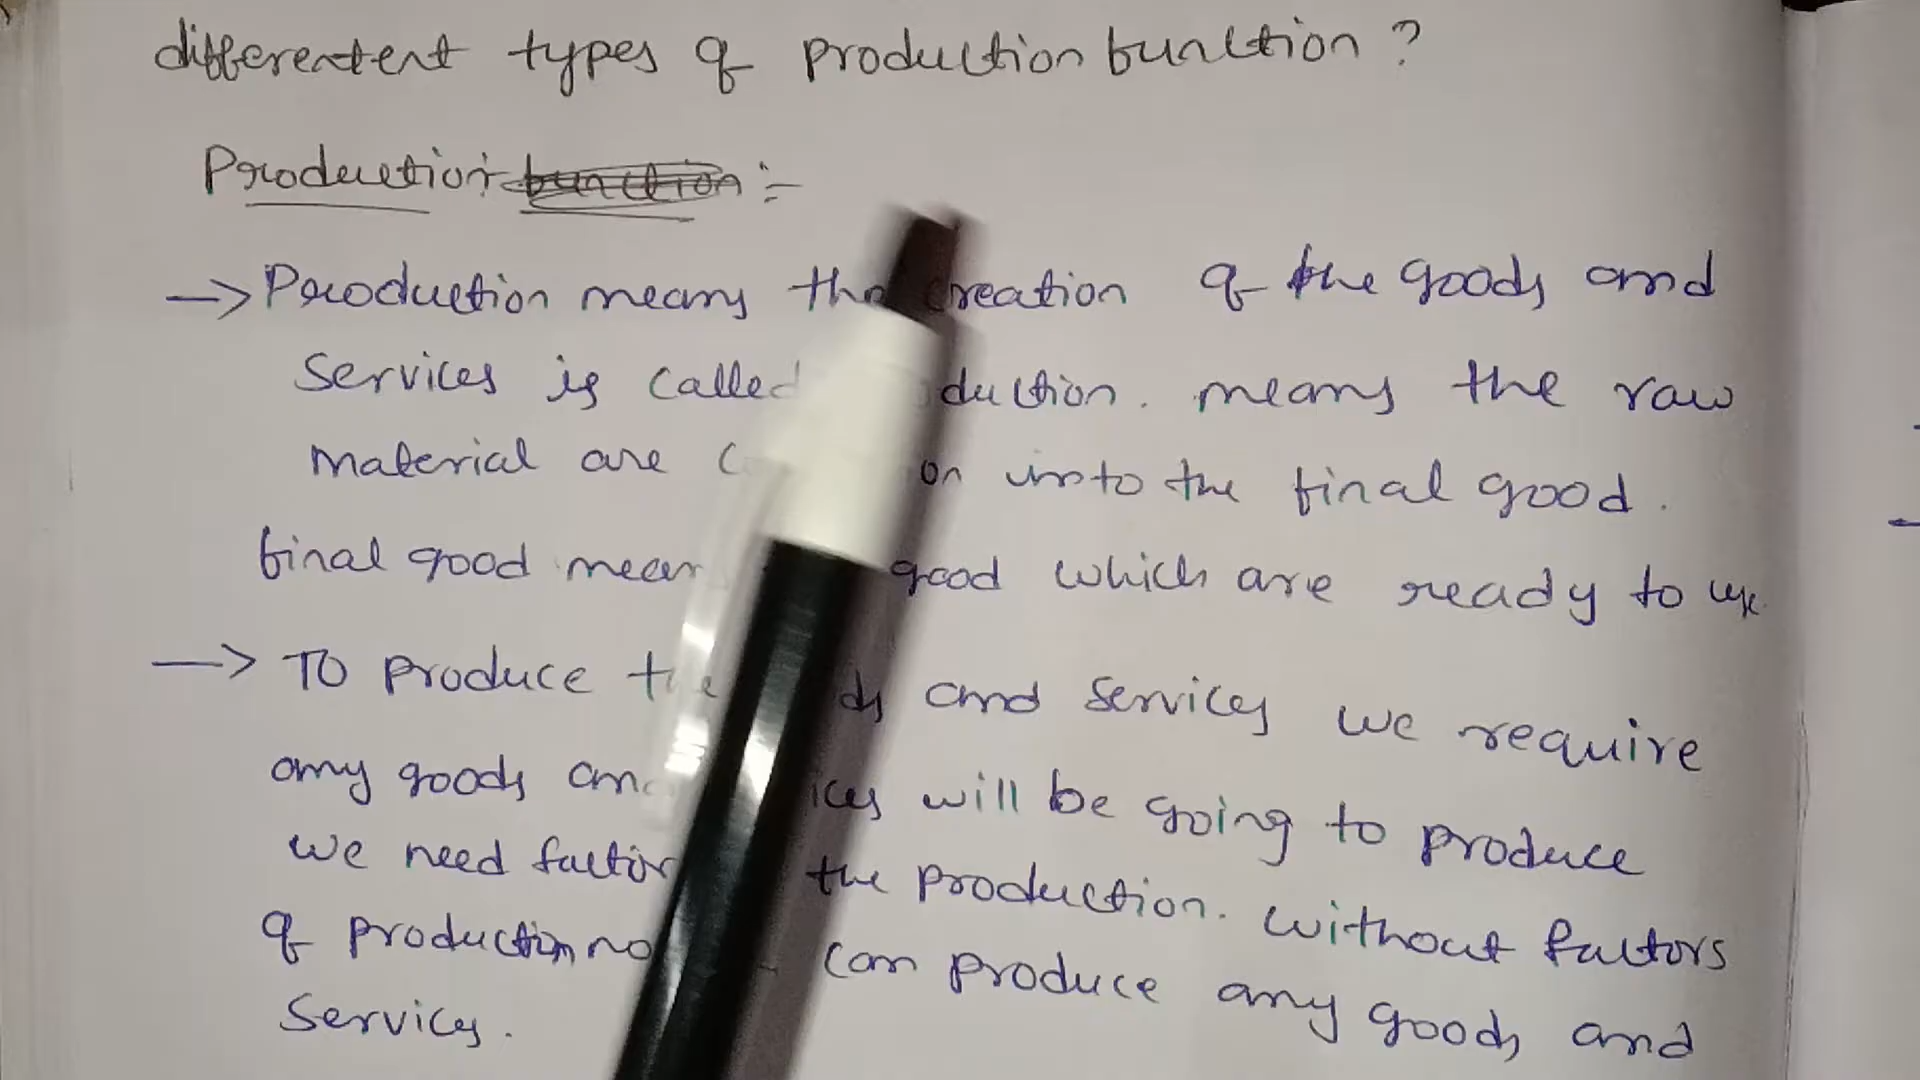 differentent types of production function ?
Production function :-
→ Production means the creation of the goods and
services is called duction. means the raw
material are on into the final good.
final good mean good which are ready to use
→ To produce the ds and services we require
any goods an ices will be going to produce
we need factor the production. without factors
of production no can produce any goods and
services.